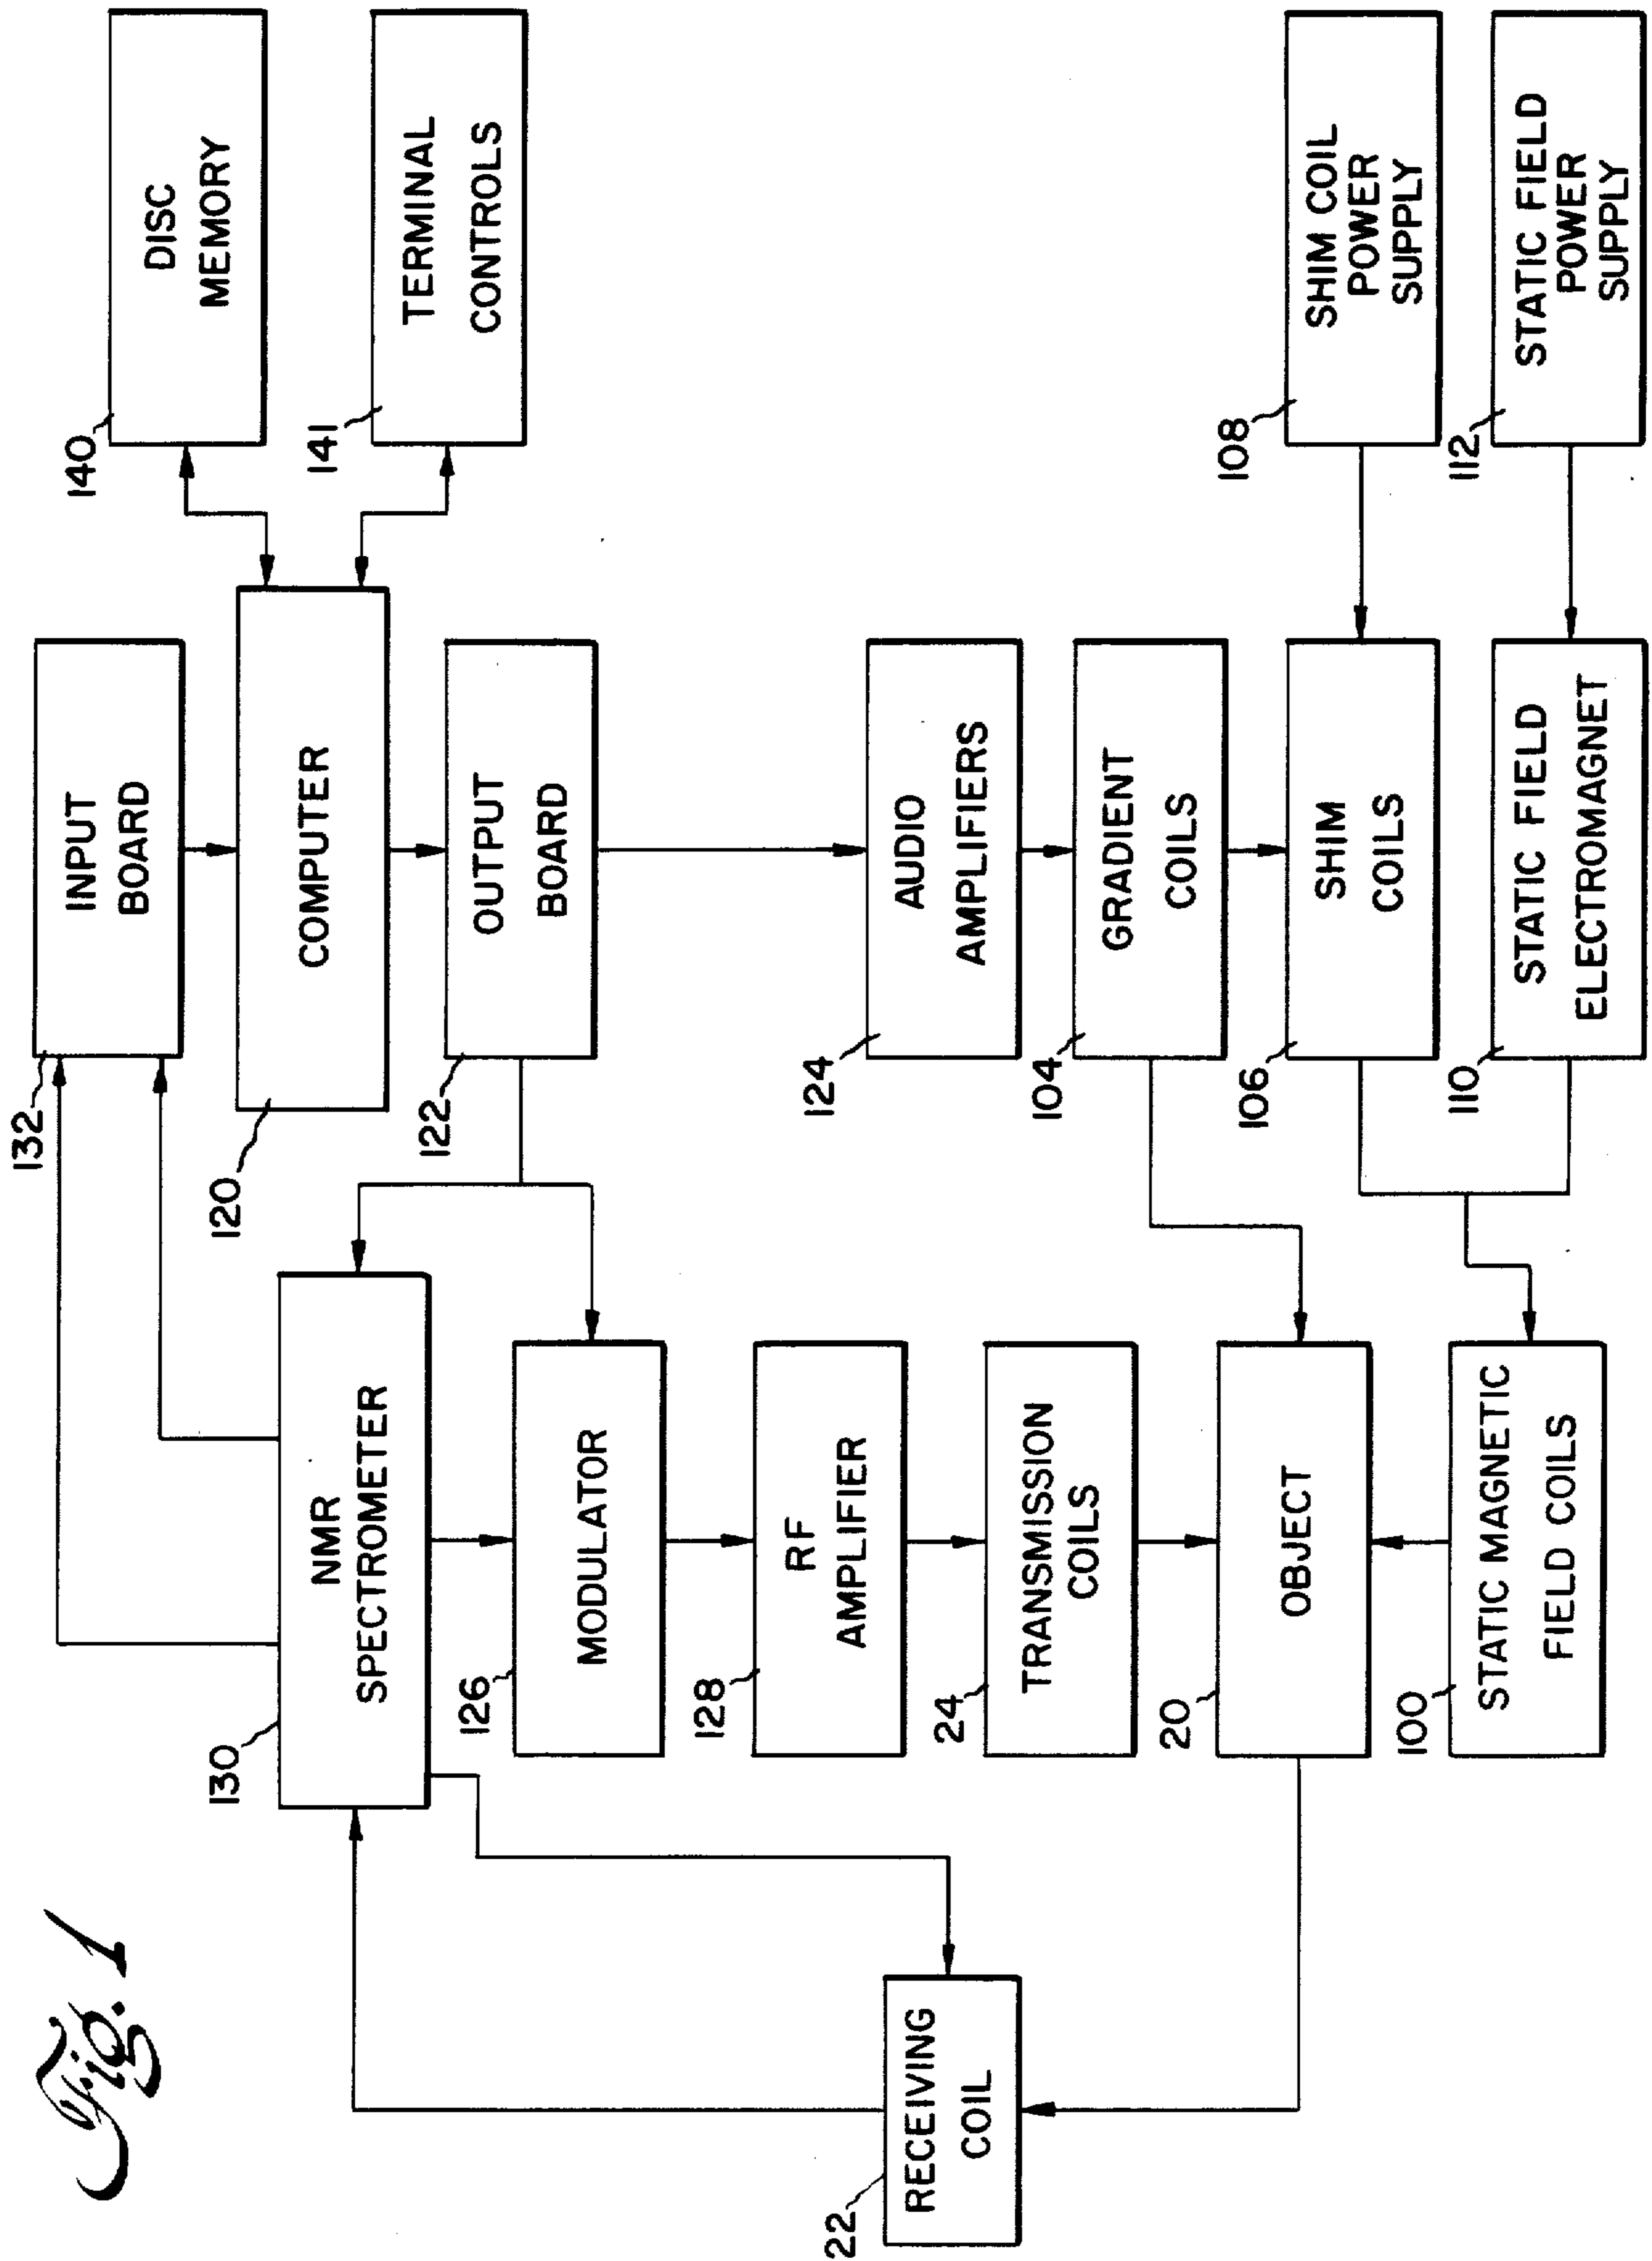 Fig. 1
132
INPUT
BOARD
140
DISC
MEMORY
130
NMR
SPECTROMETER
120
COMPUTER
141
TERMINAL
CONTROLS
126
MODULATOR
122
OUTPUT
BOARD
128
RF
AMPLIFIER
22
RECEIVING
COIL
124
AUDIO
AMPLIFIERS
24
TRANSMISSION
COILS
104
GRADIENT
COILS
20
OBJECT
106
SHIM
COILS
108
SHIM COIL
POWER
SUPPLY
100
STATIC MAGNETIC
FIELD COILS
110
STATIC FIELD
ELECTROMAGNET
112
STATIC FIELD
POWER
SUPPLY